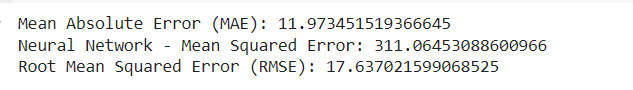 Mean Absolute Error (MAE): 11.973451519366645
Neural Network - Mean Squared Error: 311.06453088600966
Root Mean Squared Error (RMSE): 17.637021599068525